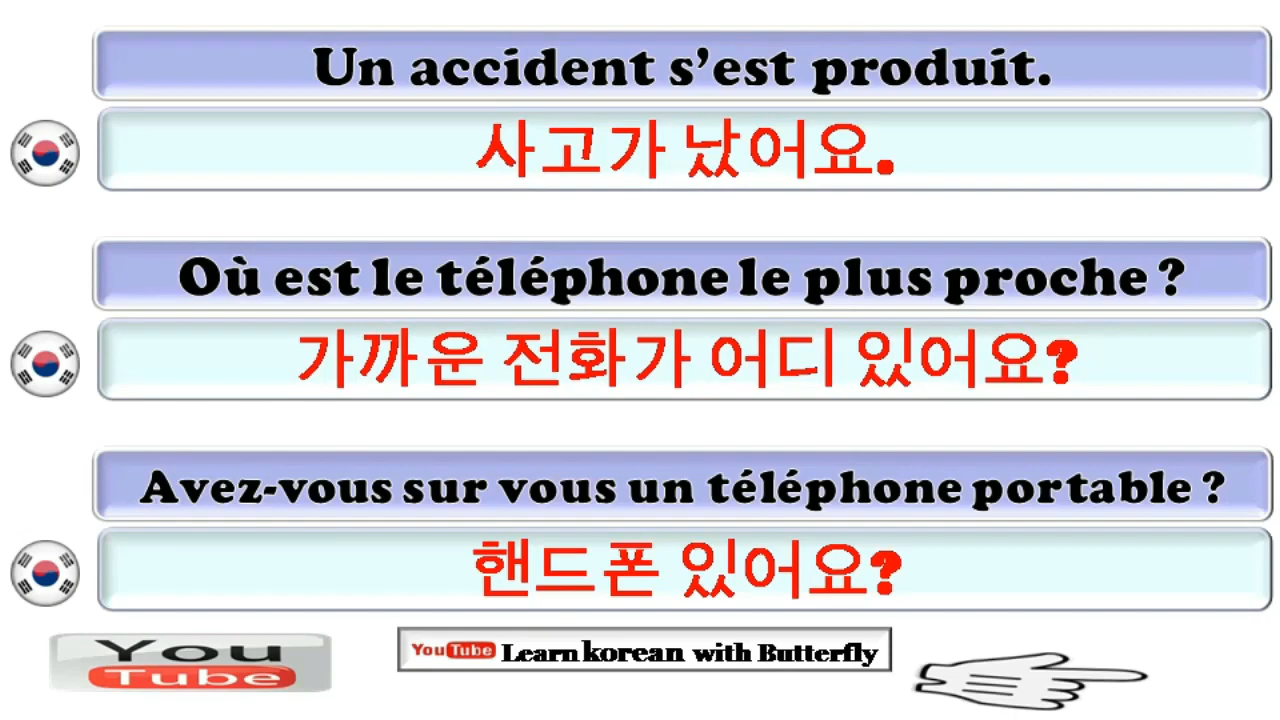 Un accident s’est produit.
사고가 났어요.
Où est le téléphone le plus proche ?
가까운 전화가 어디 있어요?
Avez-vous sur vous un téléphone portable ?
핸드폰 있어요?
You
Tube
YouTube Learn korean with Butterfly